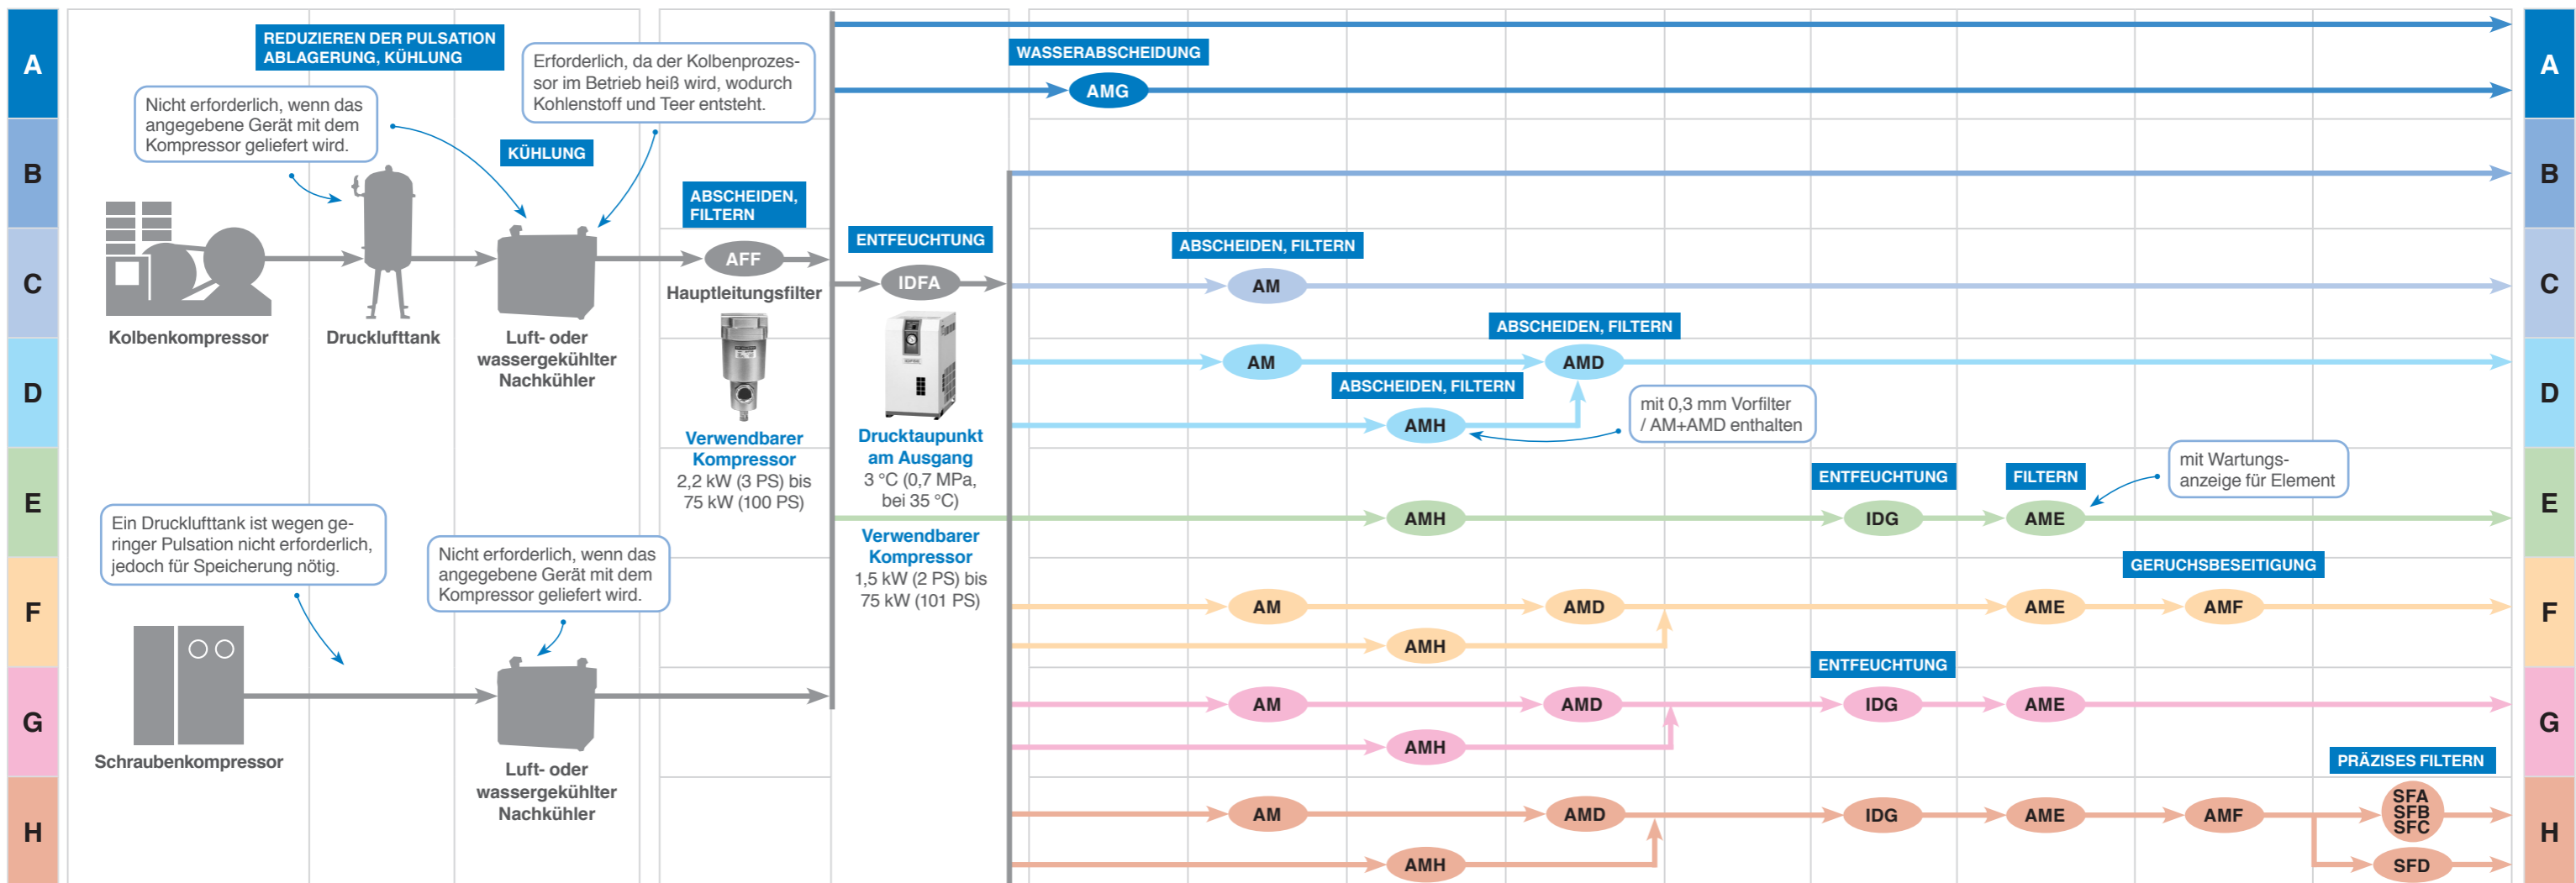 A
REDUZIEREN DER PULSATION
ABLAGERUNG, KÜHLUNG
Erforderlich, da der Kolbenprozes-
sor im Betrieb heiß wird, wodurch
Kohlenstoff und Teer entsteht.
WASSERABSCHEIDUNG
AMG
A
Nicht erforderlich, wenn das
angegebene Gerät mit dem
Kompressor geliefert wird.
KÜHLUNG
B
ABSCHEIDEN,
FILTERN
B
C
ENTFEUCHTUNG
ABSCHEIDEN, FILTERN
AFF
Hauptleitungsfilter
IDFA
AM
C
Kolbenkompressor
Drucklufttank
Luft- oder
wassergekühlter
Nachkühler
D
ABSCHEIDEN, FILTERN
AM
AMD
ABSCHEIDEN, FILTERN
AMH
mit 0,3 mm Vorfilter
/ AM+AMD enthalten
D
Verwendbarer
Kompressor
2,2 kW (3 PS) bis
75 kW (100 PS)
Drucktaupunkt
am Ausgang
3 °C (0,7 MPa,
bei 35 °C)
Verwendbarer
Kompressor
1,5 kW (2 PS) bis
75 kW (101 PS)
E
ENTFEUCHTUNG
FILTERN
mit Wartungs-
anzeige für Element
AMH
IDG
AME
E
Ein Drucklufttank ist wegen ge-
ringer Pulsation nicht erforderlich,
jedoch für Speicherung nötig.
Nicht erforderlich, wenn das
angegebene Gerät mit dem
Kompressor geliefert wird.
F
GERUCHSBESEITIGUNG
AM
AMD
AME
AMF
AMH
F
G
ENTFEUCHTUNG
AM
AMD
IDG
AME
AMH
G
Schraubenkompressor
Luft- oder
wassergekühlter
Nachkühler
H
PRÄZISES FILTERN
AM
AMD
IDG
AME
AMF
SFA
SFB
SFC
AMH
SFD
H